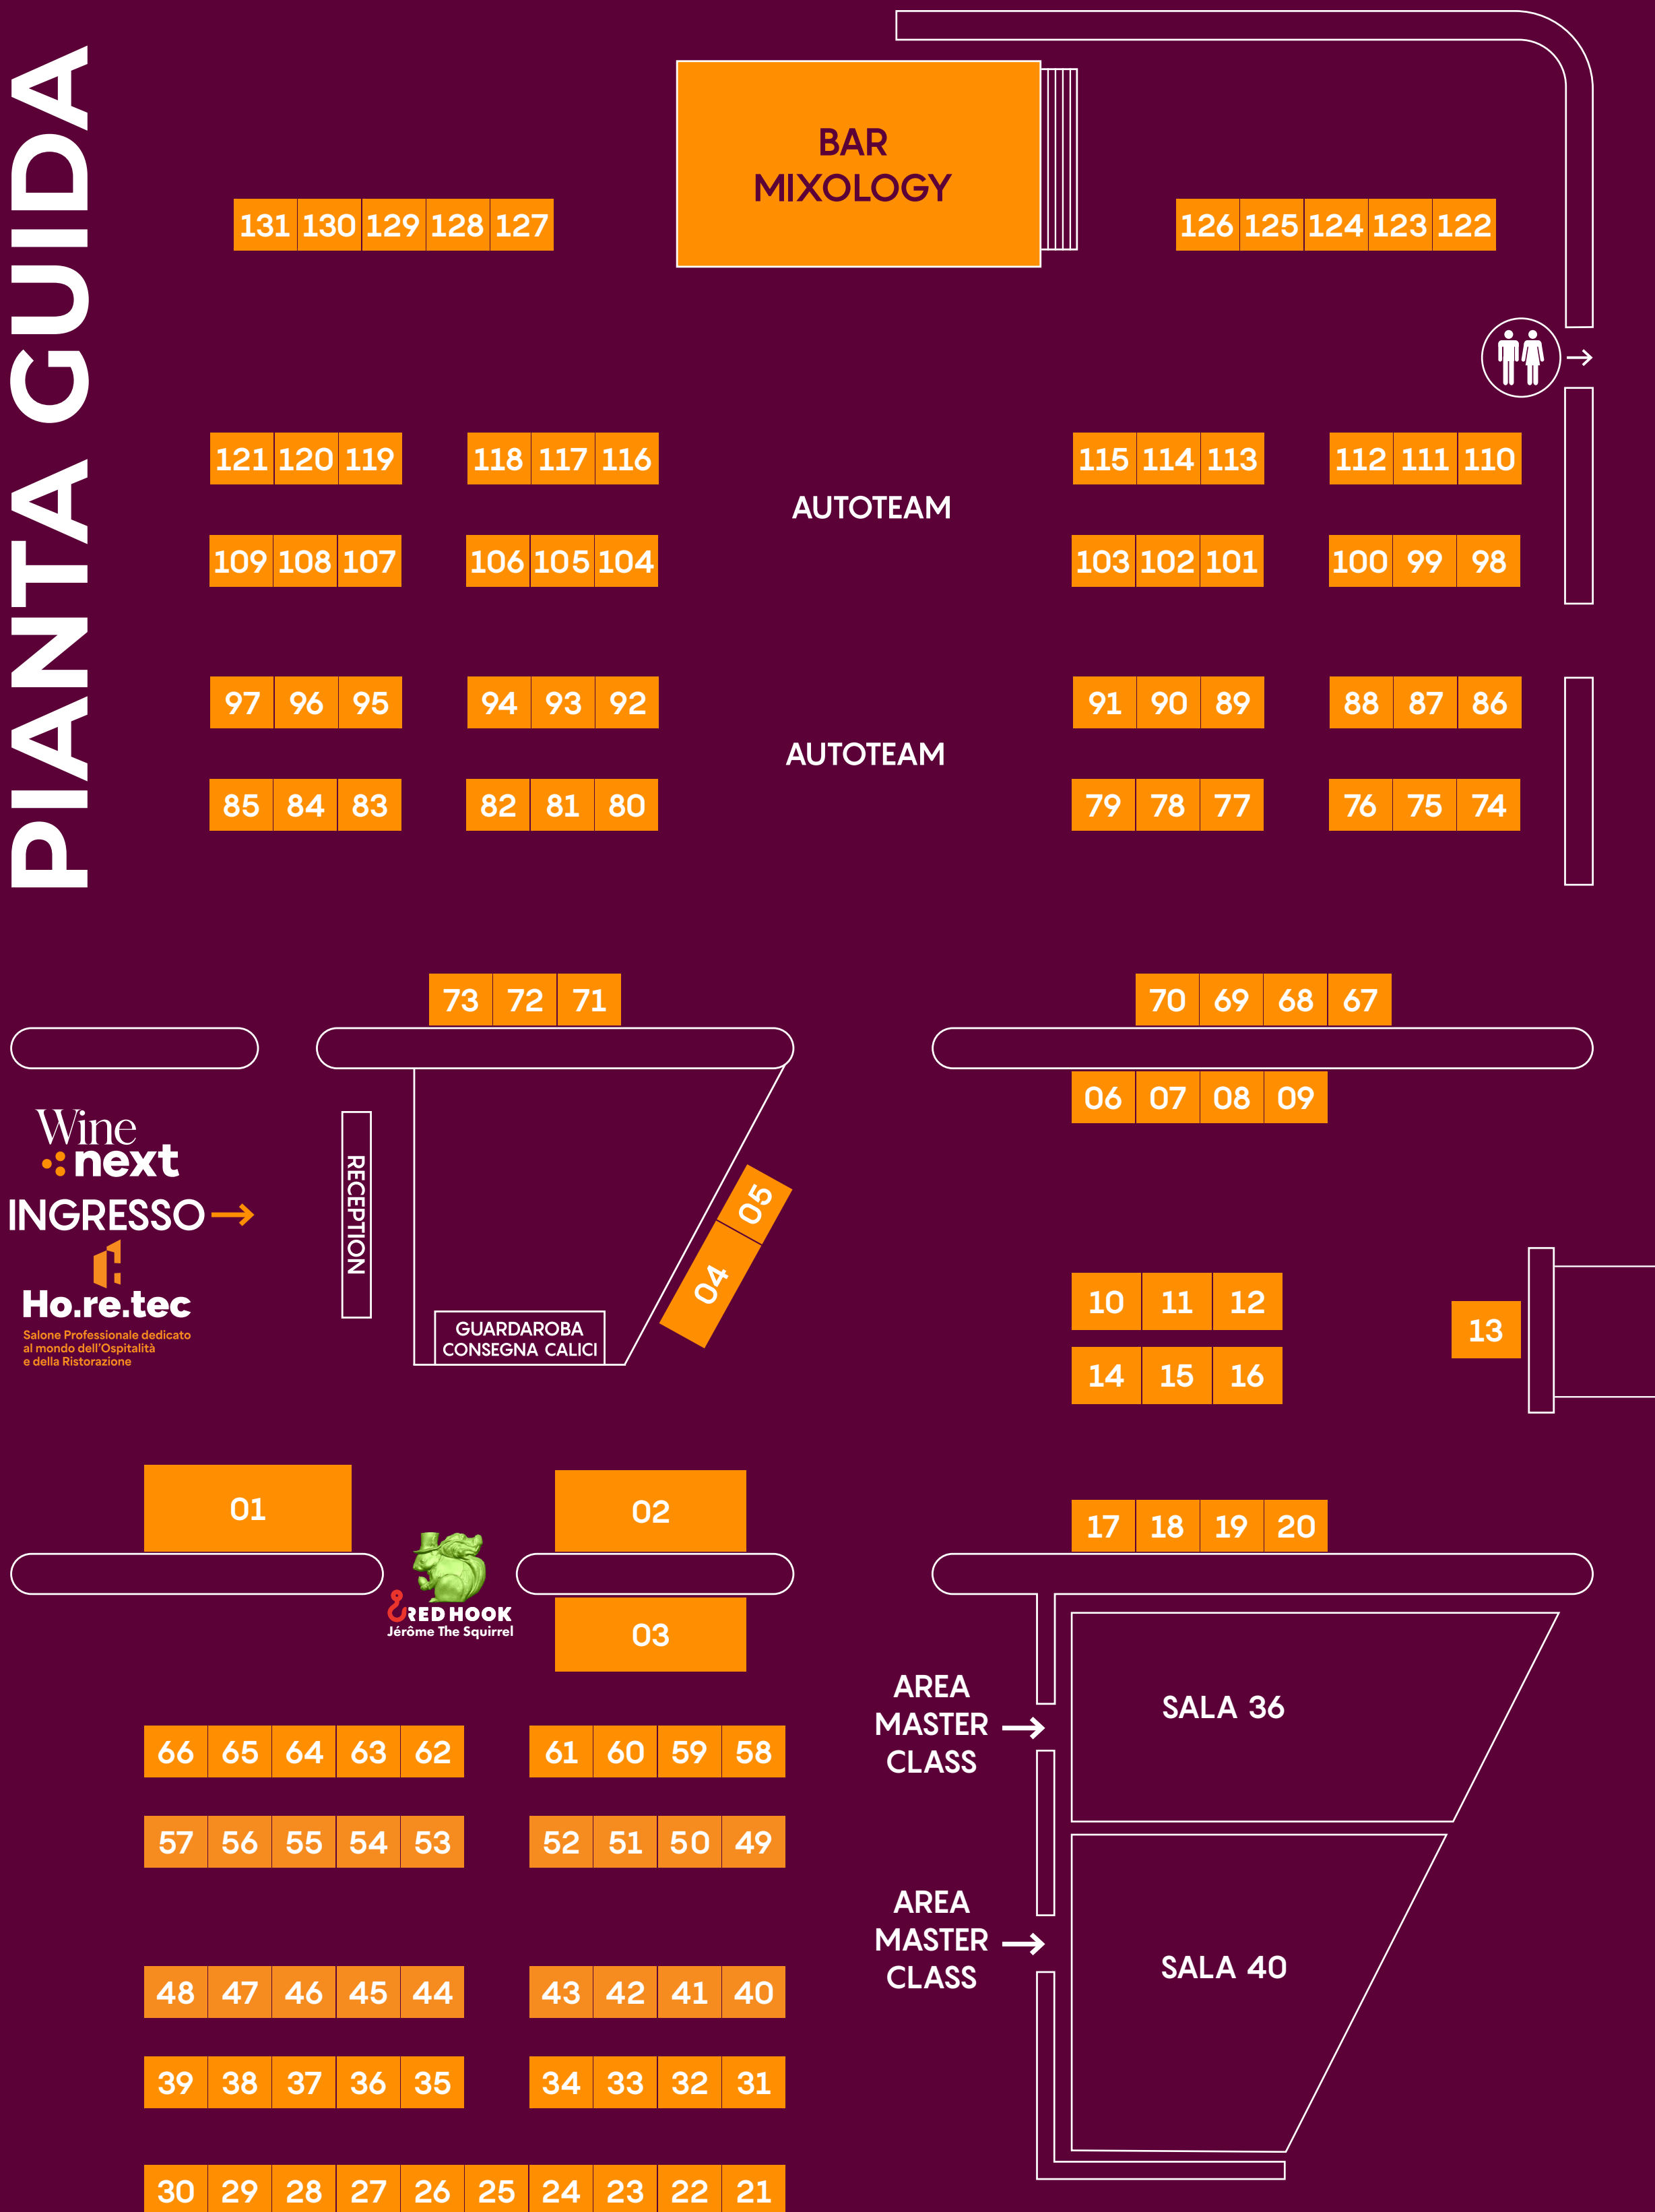 PIANTA GUIDA
BAR
MIXOLOGY
131 130 129 128 127
126 125 124 123 122
121 120 119
118 117 116
115 114 113
112 111 110
AUTOTEAM
109 108 107
106 105 104
103 102 101
100 99 98
97 96 95
94 93 92
91 90 89
88 87 86
AUTOTEAM
85 84 83
82 81 80
79 78 77
76 75 74
73 72 71
70 69 68 67
06 07 08 09
Wine
next
INGRESSO
Ho.re.tec
Salone Professionale dedicato
al mondo dell'Ospitalità
e della Ristorazione
RECEPTION
05
04
GUARDAROBA
CONSEGNA CALICI
10 11 12
13
14 15 16
01
02
17 18 19 20
RED HOOK
Jérôme The Squirrel
03
AREA
MASTER
CLASS
SALA 36
66 65 64 63 62
61 60 59 58
57 56 55 54 53
52 51 50 49
AREA
MASTER
CLASS
SALA 40
48 47 46 45 44
43 42 41 40
39 38 37 36 35
34 33 32 31
30 29 28 27 26 25 24 23 22 21